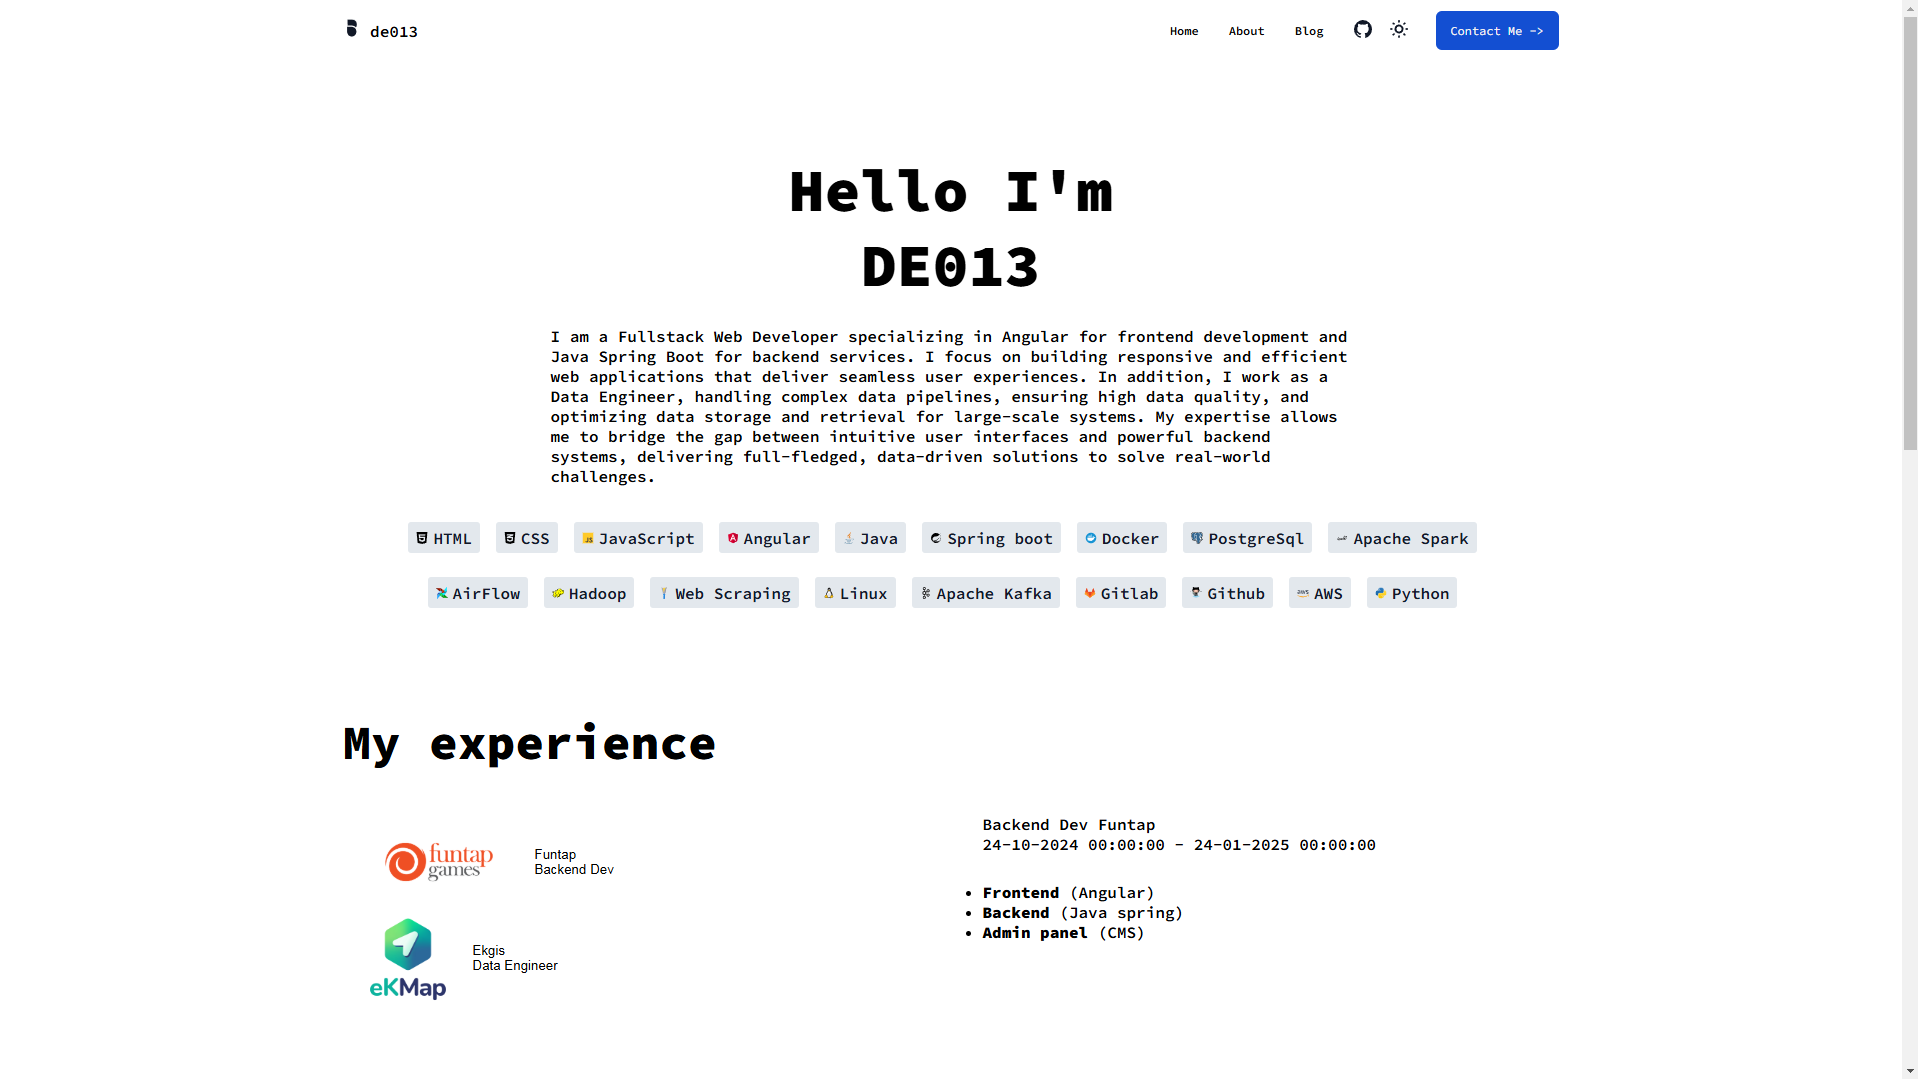 de013
Home
About
Blog
Contact Me ->
Hello I'm
DE013
I am a Fullstack Web Developer specializing in Angular for frontend development and
Java Spring Boot for backend services. I focus on building responsive and efficient
web applications that deliver seamless user experiences. In addition, I work as a
Data Engineer, handling complex data pipelines, ensuring high data quality, and
optimizing data storage and retrieval for large-scale systems. My expertise allows
me to bridge the gap between intuitive user interfaces and powerful backend
systems, delivering full-fledged, data-driven solutions to solve real-world
challenges.
HTML
CSS
JavaScript
Angular
Java
Spring boot
Docker
PostgreSql
Apache Spark
AirFlow
Hadoop
Web Scraping
Linux
Apache Kafka
Gitlab
Github
AWS
Python
My experience
funtap
games
Funtap
Backend Dev
eKMap
Ekgis
Data Engineer
Backend Dev Funtap
24-10-2024 00:00:00 - 24-01-2025 00:00:00
Frontend (Angular)
Backend (Java spring)
Admin panel (CMS)